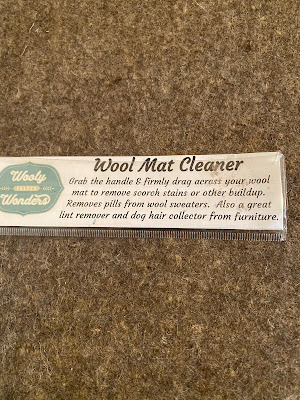 Wooly
Wonders
Wool Mat Cleaner
Grab the handle & firmly drag across your wool
mat to remove scorch stains or other buildup.
Removes pills from wool sweaters. Also a great
lint remover and dog hair collector from furniture.